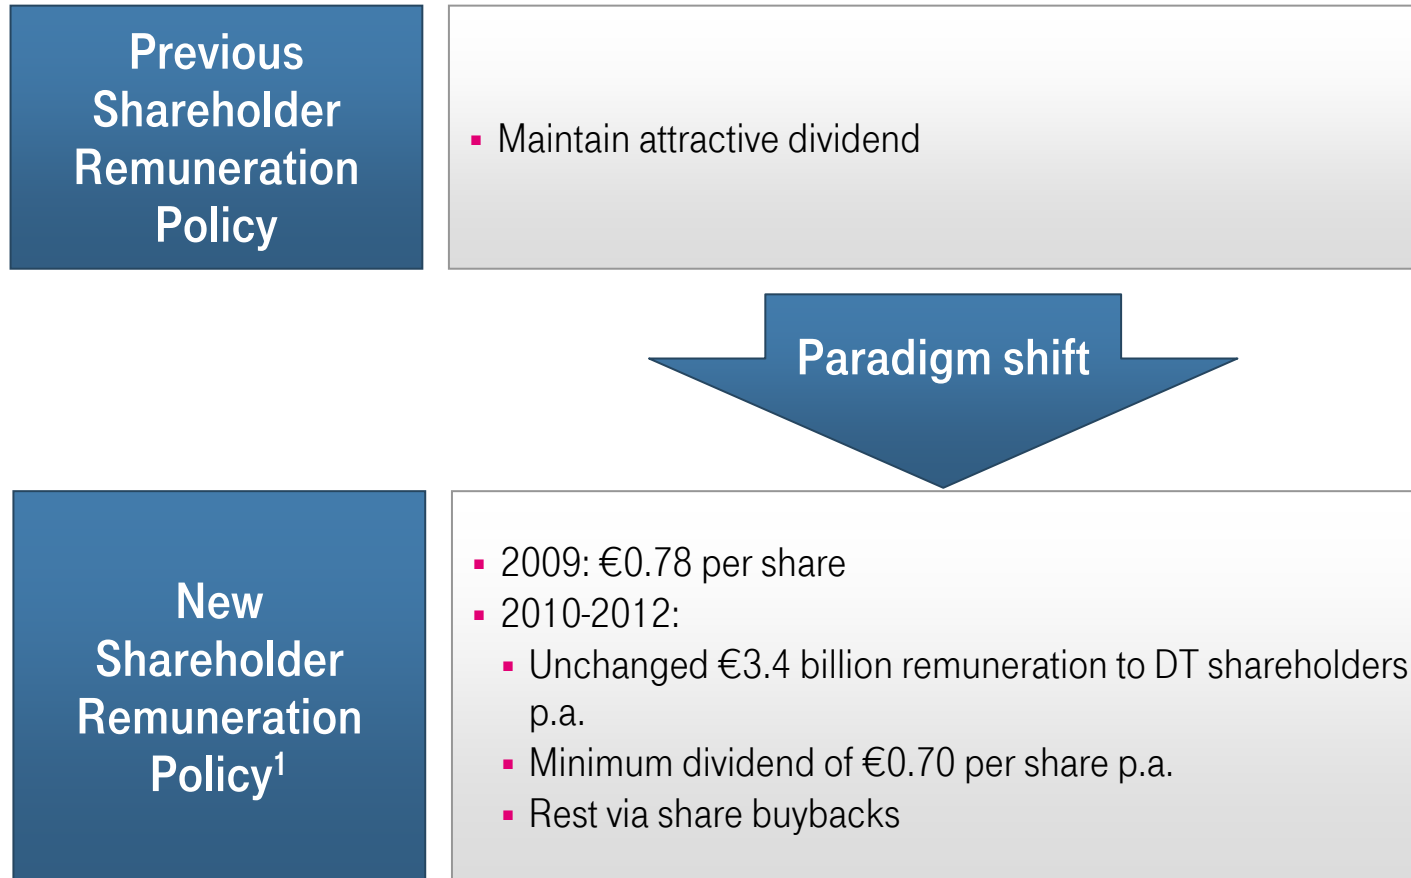 Previous
Shareholder
Remuneration
Policy
▪ Maintain attractive dividend
Paradigm shift
New
Shareholder
Remuneration
Policy¹
▪ 2009: €0.78 per share
▪ 2010-2012:
▪ Unchanged €3.4 billion remuneration to DT shareholders
p.a.
▪ Minimum dividend of €0.70 per share p.a.
▪ Rest via share buybacks